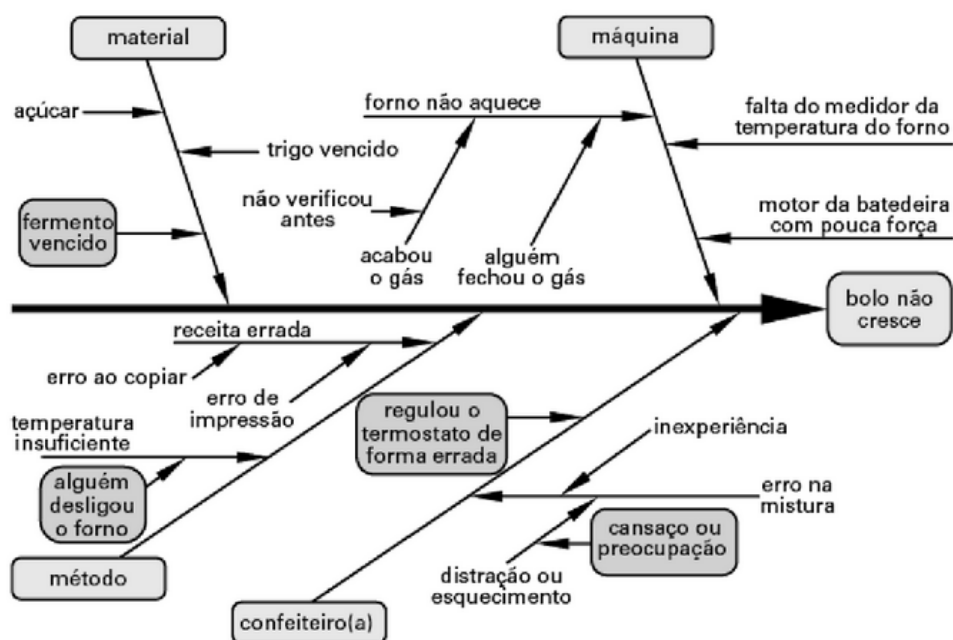 material
máquina
açúcar
forno não aquece
falta do medidor da
temperatura do forno
trigo vencido
não verificou
antes
fermento
vencido
motor da batedeira
com pouca força
acabou
o gás
alguém
fechou o gás
bolo não
cresce
receita errada
erro ao copiar
erro de
impressão
regulou o
termostato de
forma errada
temperatura
insuficiente
inexperiência
alguém
desligou
o forno
erro na
mistura
cansaço ou
preocupação
método
distração ou
esquecimento
confeiteiro(a)